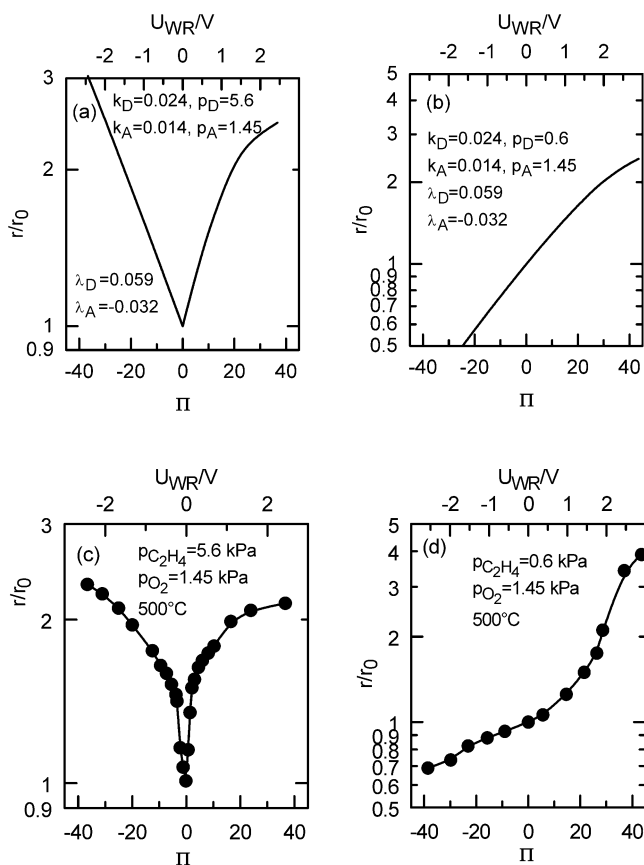 U_WR/V
-2 -1 0 1 2
3
2
1
0.9
r/r_0
(a)
k_D=0.024, p_D=5.6
k_A=0.014, p_A=1.45
λ_D=0.059
λ_A=-0.032
-40 -20 0 20 40
Π
U_WR/V
-2 -1 0 1 2
5
4
3
2
1
0.9
0.8
0.7
0.6
0.5
r/r_0
(b)
k_D=0.024, p_D=0.6
k_A=0.014, p_A=1.45
λ_D=0.059
λ_A=-0.032
-40 -20 0 20 40
Π
U_WR/V
-2 -1 0 1 2
3
2
1
0.9
r/r_0
(c)
p_C2H4=5.6 kPa
p_O2=1.45 kPa
500°C
-40 -20 0 20 40
Π
U_WR/V
-2 -1 0 1 2
5
4
3
2
1
0.9
0.8
0.7
0.6
0.5
r/r_0
(d)
p_C2H4=0.6 kPa
p_O2=1.45 kPa
500°C
-40 -20 0 20 40
Π